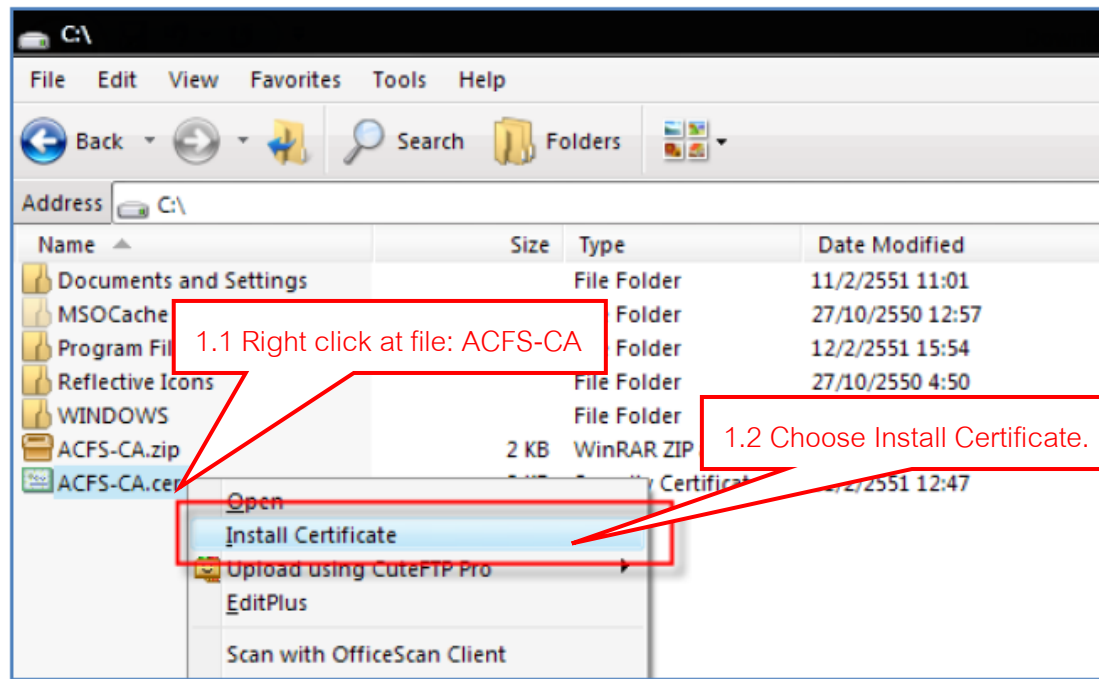 C:\
File Edit View Favorites Tools Help
Back Search Folders
Address C:\
Name Size Type Date Modified
Documents and Settings File Folder 11/2/2551 11:01
MSOCache Folder 27/10/2550 12:57
Program Fil Folder 12/2/2551 15:54
1.1 Right click at file: ACFS-CA
Reflective Icons File Folder 27/10/2550 4:50
WINDOWS File Folder
ACFS-CA.zip 2 KB WinRAR ZIP
1.2 Choose Install Certificate.
ACFS-CA.cer Certificat /2/2551 12:47
Open
Install Certificate
Upload using CuteFTP Pro
EditPlus
Scan with OfficeScan Client